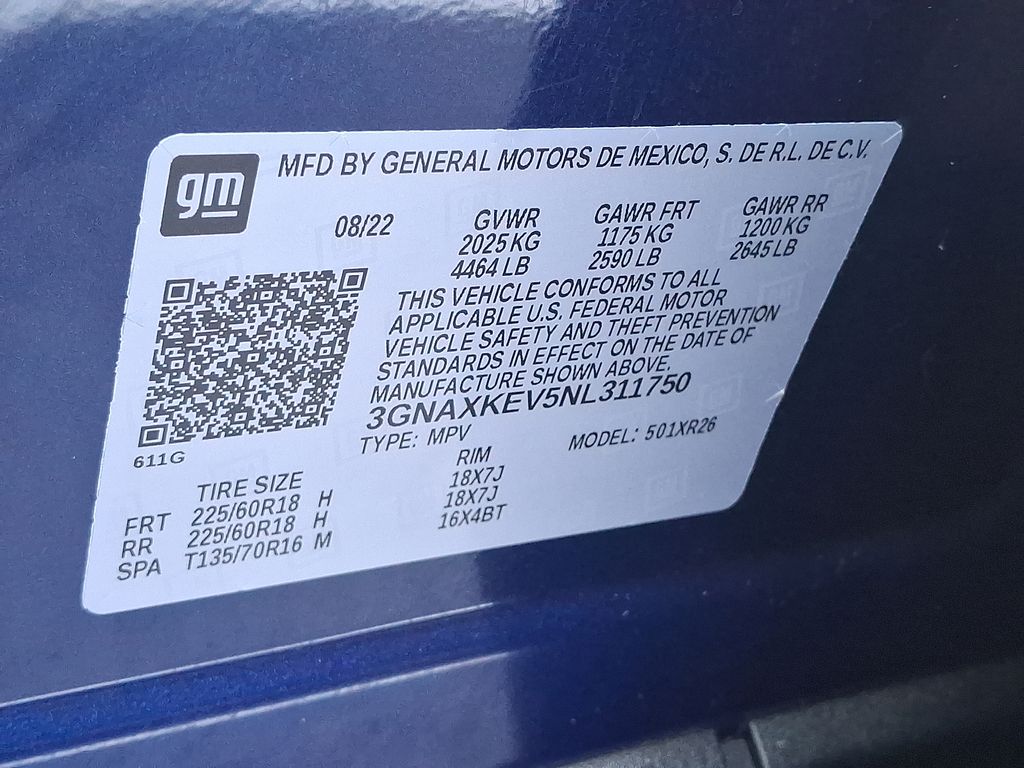 gm
MFD BY GENERAL MOTORS DE MEXICO, S. DE R.L. DE C.V.
08/22 GVWR GAWR FRT GAWR RR
2025 KG 1175 KG 1200 KG
4464 LB 2590 LB 2645 LB
THIS VEHICLE CONFORMS TO ALL
APPLICABLE U.S. FEDERAL MOTOR
VEHICLE SAFETY AND THEFT PREVENTION
STANDARDS IN EFFECT ON THE DATE OF
MANUFACTURE SHOWN ABOVE.
3GNAXKEV5NL311750
TYPE: MPV MODEL: 501XR26
611G
TIRE SIZE RIM
FRT 225/60R18 H 18X7J
RR 225/60R18 H 18X7J
SPA T135/70R16 M 16X4BT